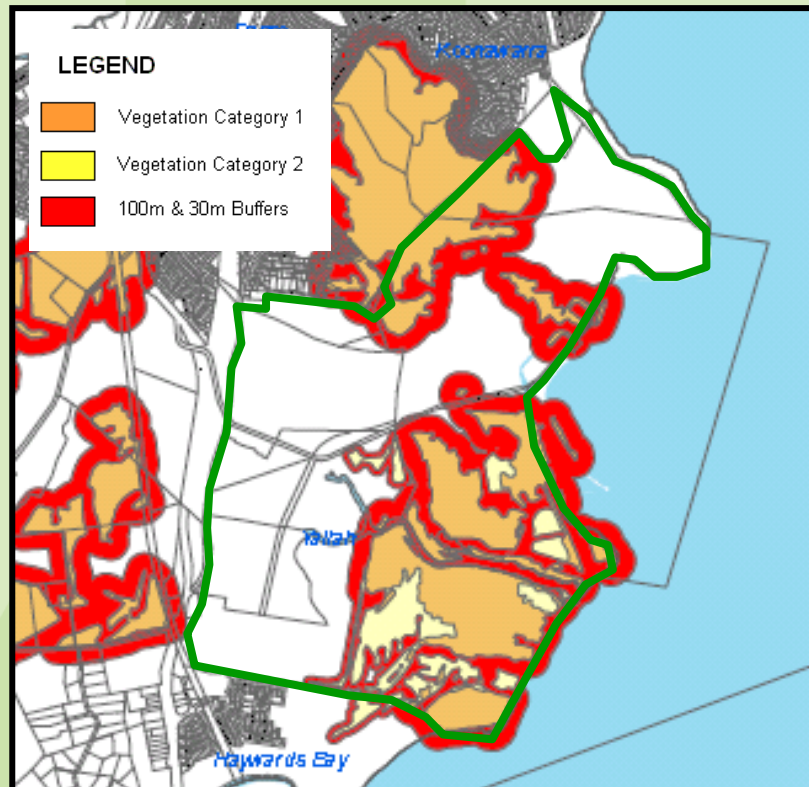 Koonawarra
LEGEND
Vegetation Category 1
Vegetation Category 2
100m & 30m Buffers
Yallah
Haywards Bay